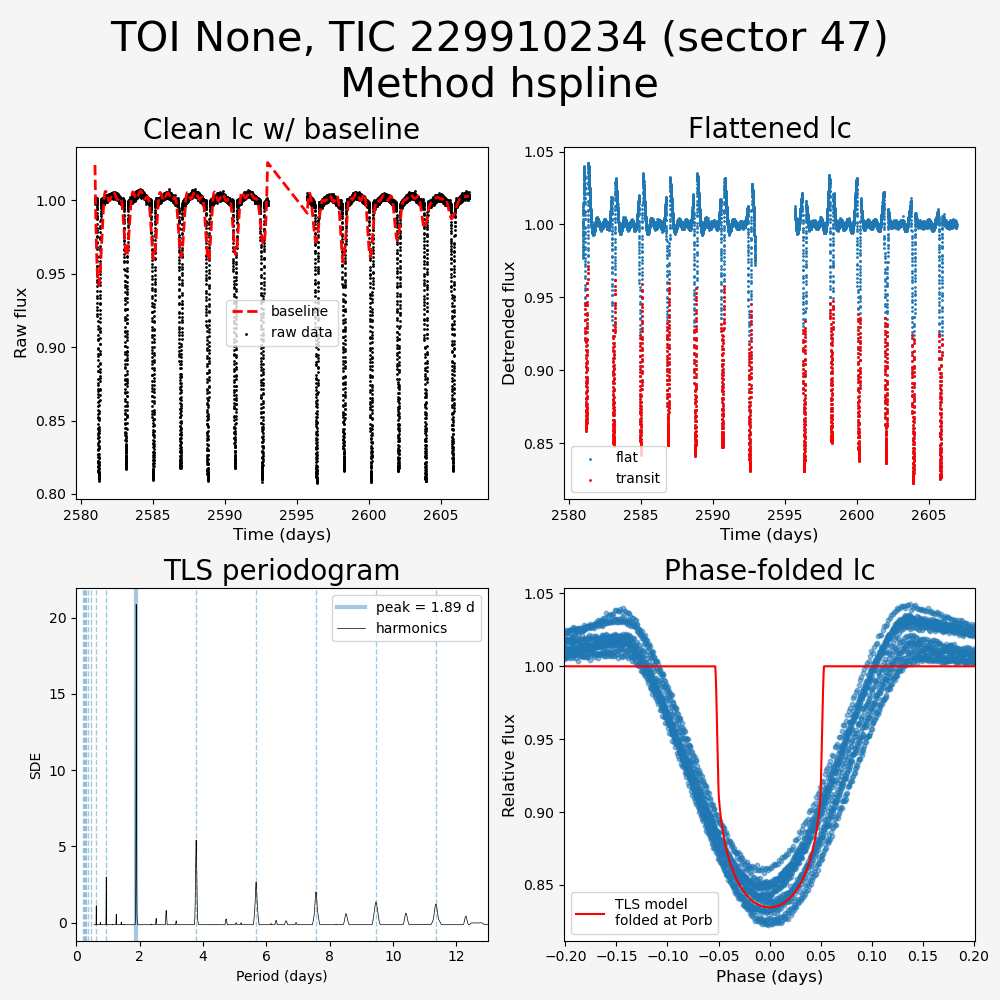 TOI None, TIC 229910234 (sector 47)
Method hspline
Clean lc w/ baseline
Raw flux
1.00
0.95
0.90
0.85
0.80
baseline
raw data
2580
2585
2590
2595
2600
2605
Time (days)
Flattened lc
Detrended flux
1.05
1.00
0.95
0.90
0.85
flat
transit
2580
2585
2590
2595
2600
2605
Time (days)
TLS periodogram
SDE
20
15
10
5
0
peak = 1.89 d
harmonics
0
2
4
6
8
10
12
Period (days)
Phase-folded lc
Relative flux
1.05
1.00
0.95
0.90
0.85
TLS model
folded at Porb
−0.20
−0.15
−0.10
−0.05
0.00
0.05
0.10
0.15
0.20
Phase (days)